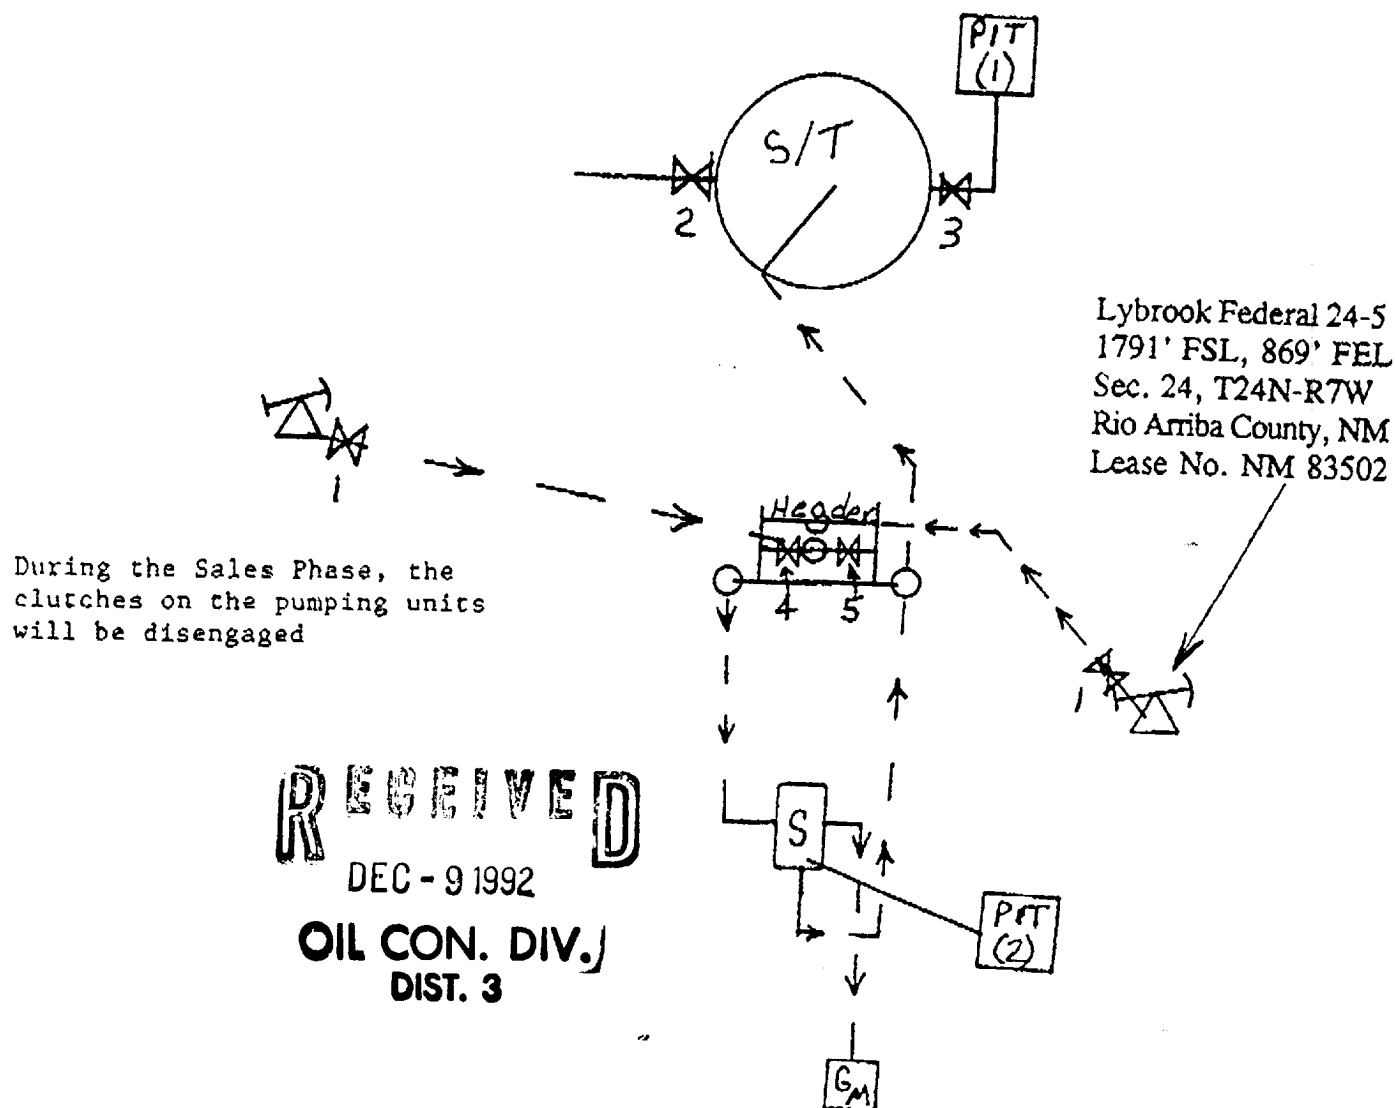 PIT
(1)
S/T
2
3
Lybrook Federal 24-5
1791' FSL, 869' FEL
Sec. 24, T24N-R7W
Rio Arriba County, NM
Lease No. NM 83502
1
Header
4 5
During the Sales Phase, the
clutches on the pumping units
will be disengaged
1
S
RECEIVED
DEC - 9 1992
OIL CON. DIV.
DIST. 3
PIT
(2)
GM